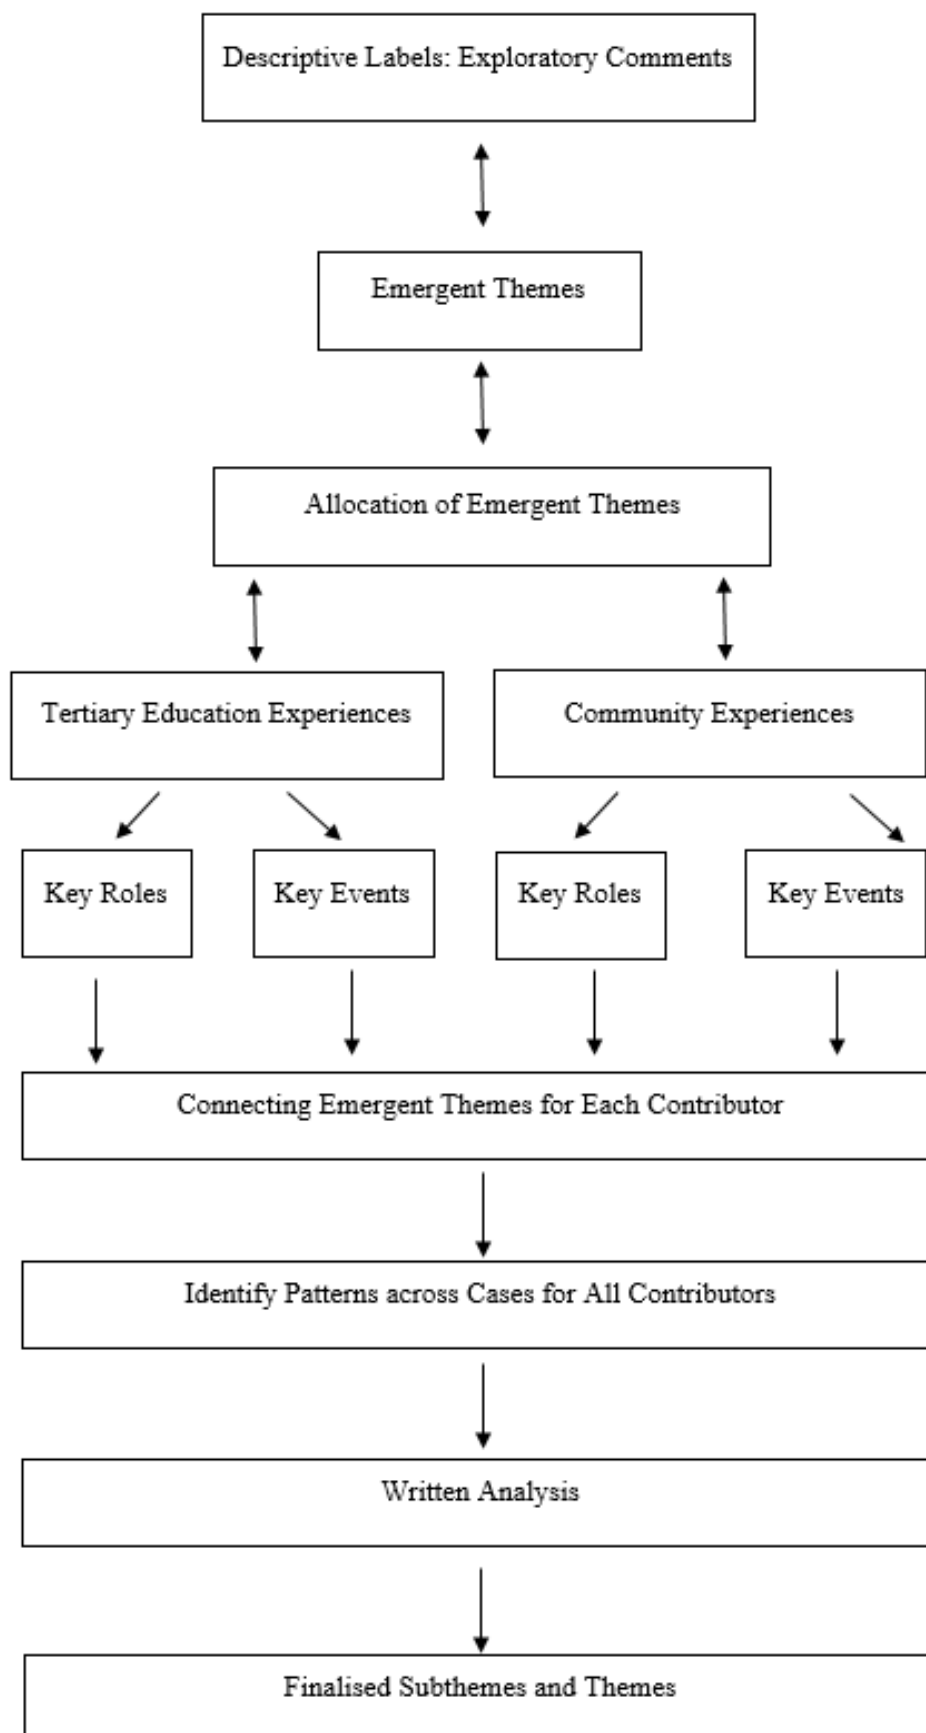 Descriptive Labels: Exploratory Comments
Emergent Themes
Allocation of Emergent Themes
Tertiary Education Experiences
Community Experiences
Key Roles
Key Events
Key Roles
Key Events
Connecting Emergent Themes for Each Contributor
Identify Patterns across Cases for All Contributors
Written Analysis
Finalised Subthemes and Themes